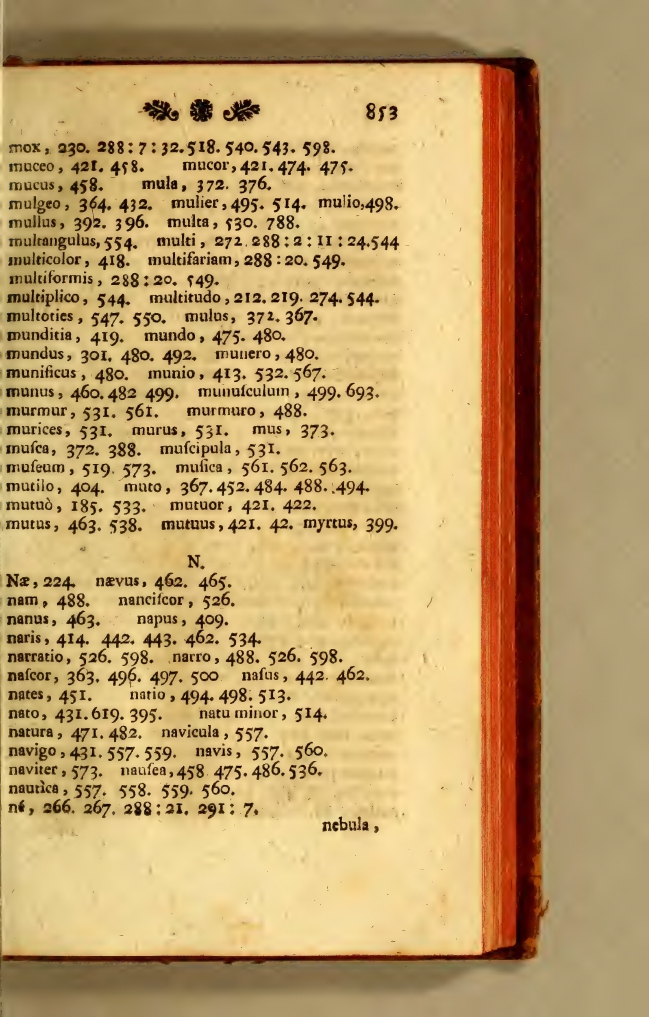 853
mox, 230. 288: 7: 32. 518. 540. 543. 598.
muceo, 421. 458. mucor, 421. 474. 475.
mucus, 458. mula, 372. 376.
mulgeo, 364. 432. mulier, 495. 514. mulio, 498.
mullus, 392. 396. multa, 530. 788.
multangulus, 554. multi, 272. 288: 2: 11: 24. 544
multicolor, 418. multifariam, 288: 20. 549.
multiformis, 288: 20. 549.
multiplico, 544. multitudo, 212. 219. 274. 544.
multoties, 547. 550. mulus, 372. 367.
munditia, 419. mundo, 475. 480.
mundus, 301. 480. 492. munero, 480.
munificus, 480. munio, 413. 532. 567.
munus, 460. 482 499. munuſculum, 499. 693.
murmur, 531. 561. murmuro, 488.
murices, 531. murus, 531. mus, 373.
muſca, 372. 388. muſcipula, 531.
muſeum, 519. 573. muſica, 561. 562. 563.
mutilo, 404. muto, 367. 452. 484. 488. 494.
mutuò, 185. 533. mutuor, 421. 422.
mutus, 463. 538. mutuus, 421. 42. myrtus, 399.
N.
Næ, 224. nævus, 462. 465.
nam, 488. nanciſcor, 526.
nanus, 463. napus, 409.
naris, 414. 442. 443. 462. 534.
narratio, 526. 598. narro, 488. 526. 598.
naſcor, 363. 496. 497. 500 naſus, 442. 462.
nates, 451. natio, 494. 498. 513.
nato, 431. 619. 395. natu minor, 514.
natura, 471. 482. navicula, 557.
navigo, 431. 557. 559. navis, 557. 560.
naviter, 573. nauſea, 458 475. 486. 536.
nautica, 557. 558. 559. 560.
né, 266. 267. 288: 21. 291: 7.
nebula,